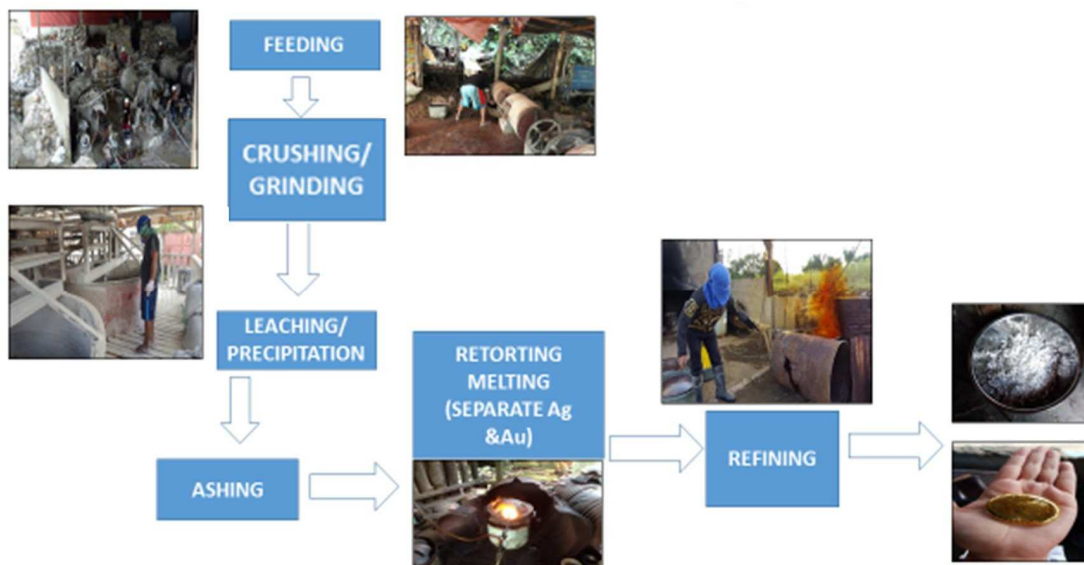 FEEDING
CRUSHING/
GRINDING
LEACHING/
PRECIPITATION
ASHING
RETORTING
MELTING
(SEPARATE Ag
&Au)
REFINING